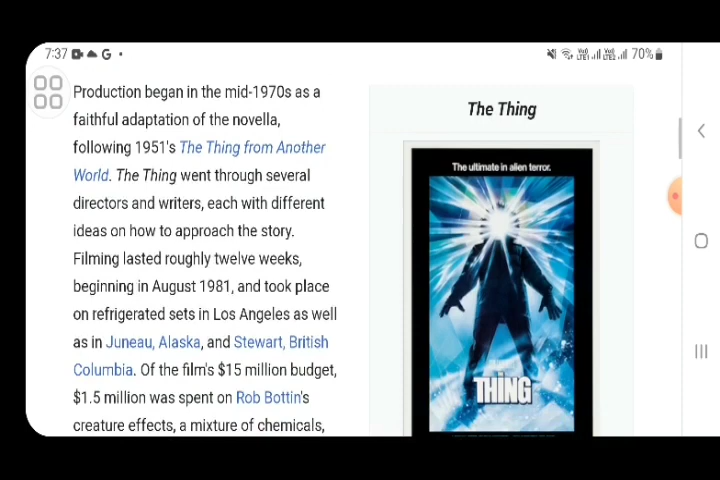 7:37 G
VoI) LTE1 VoI) LTE2 70%
Production began in the mid-1970s as a
faithful adaptation of the novella,
following 1951's The Thing from Another
World. The Thing went through several
directors and writers, each with different
ideas on how to approach the story.
Filming lasted roughly twelve weeks,
beginning in August 1981, and took place
on refrigerated sets in Los Angeles as well
as in Juneau, Alaska, and Stewart, British
Columbia. Of the film's $15 million budget,
$1.5 million was spent on Rob Bottin's
creature effects, a mixture of chemicals,
The Thing
The ultimate in alien terror.
THE
THING